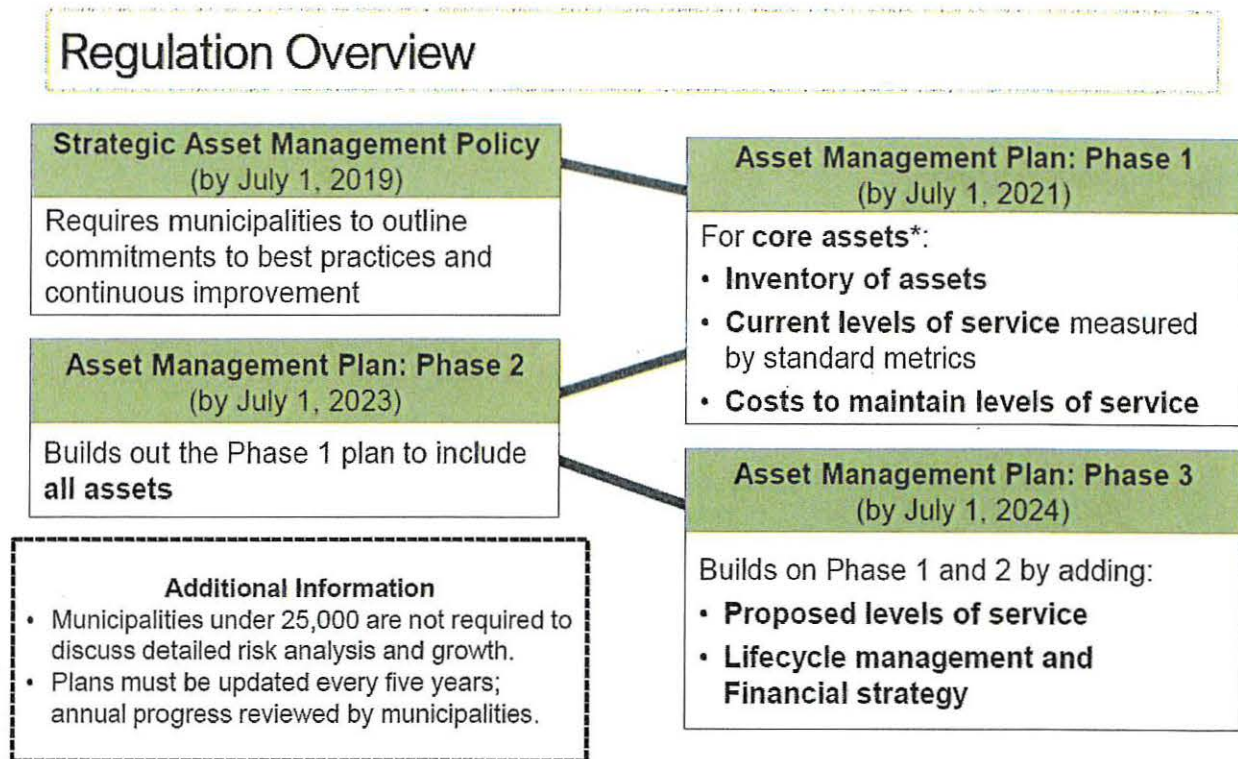 Regulation Overview
Strategic Asset Management Policy
(by July 1, 2019)
Requires municipalities to outline
commitments to best practices and
continuous improvement
Asset Management Plan: Phase 1
(by July 1, 2021)
For core assets*:
• Inventory of assets
• Current levels of service measured
by standard metrics
• Costs to maintain levels of service
Asset Management Plan: Phase 2
(by July 1, 2023)
Builds out the Phase 1 plan to include
all assets
Asset Management Plan: Phase 3
(by July 1, 2024)
Builds on Phase 1 and 2 by adding:
• Proposed levels of service
• Lifecycle management and
Financial strategy
Additional Information
• Municipalities under 25,000 are not required to
discuss detailed risk analysis and growth.
• Plans must be updated every five years;
annual progress reviewed by municipalities.